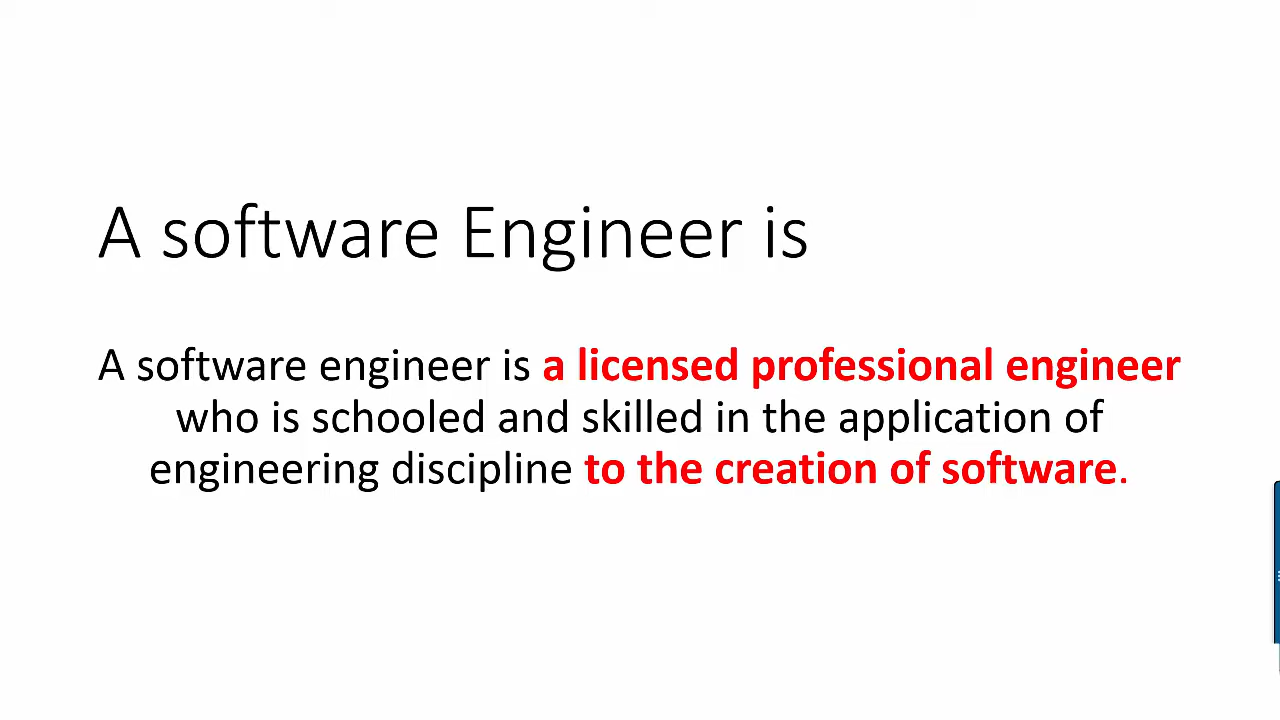 A software Engineer is
A software engineer is a licensed professional engineer
who is schooled and skilled in the application of
engineering discipline to the creation of software.